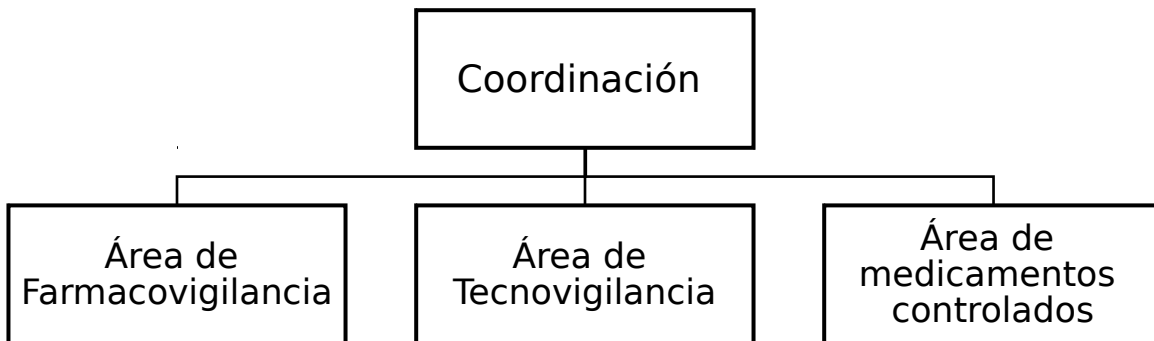 Coordinación
Área de
Farmacovigilancia
Área de
Tecnovigilancia
Área de
medicamentos
controlados